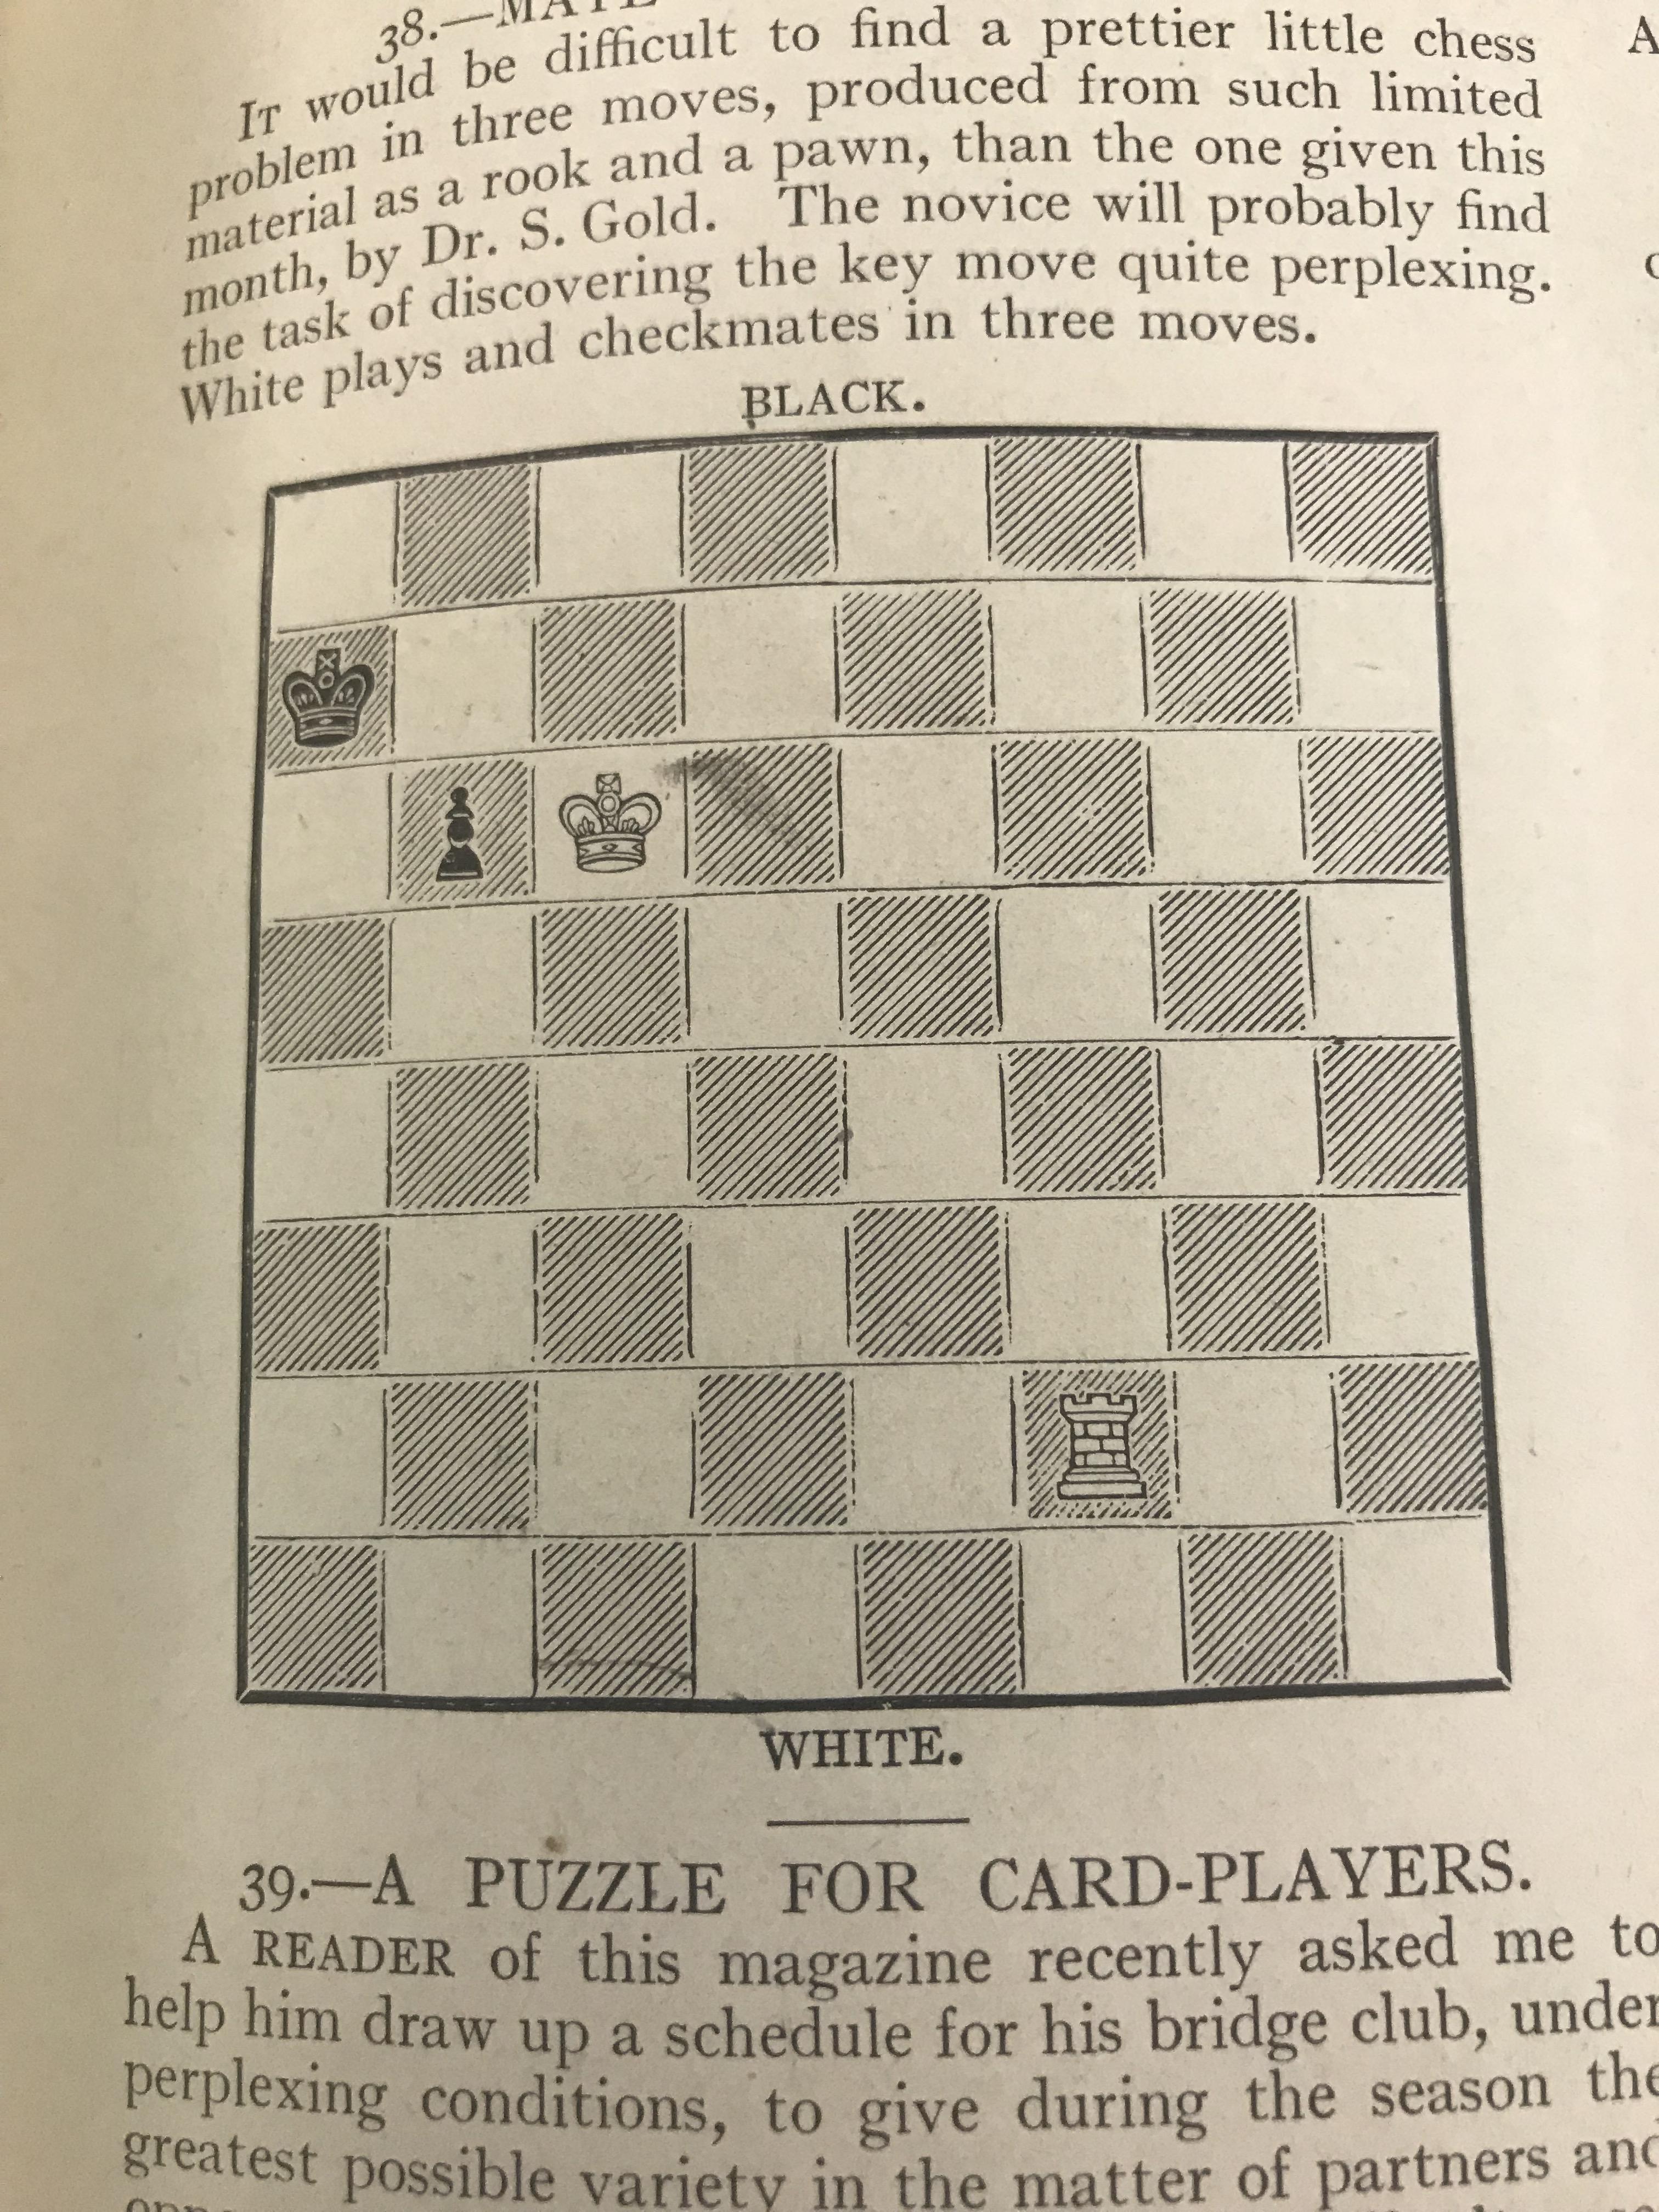 38.—MATE
IT would be difficult to find a prettier little chess
problem in three moves, produced from such limited
material as a rook and a pawn, than the one given this
month, by Dr. S. Gold. The novice will probably find
the task of discovering the key move quite perplexing.
White plays and checkmates in three moves.
BLACK.
WHITE.
39.—A PUZZLE FOR CARD-PLAYERS.
A READER of this magazine recently asked me to
help him draw up a schedule for his bridge club, under
perplexing conditions, to give during the season the
greatest possible variety in the matter of partners and